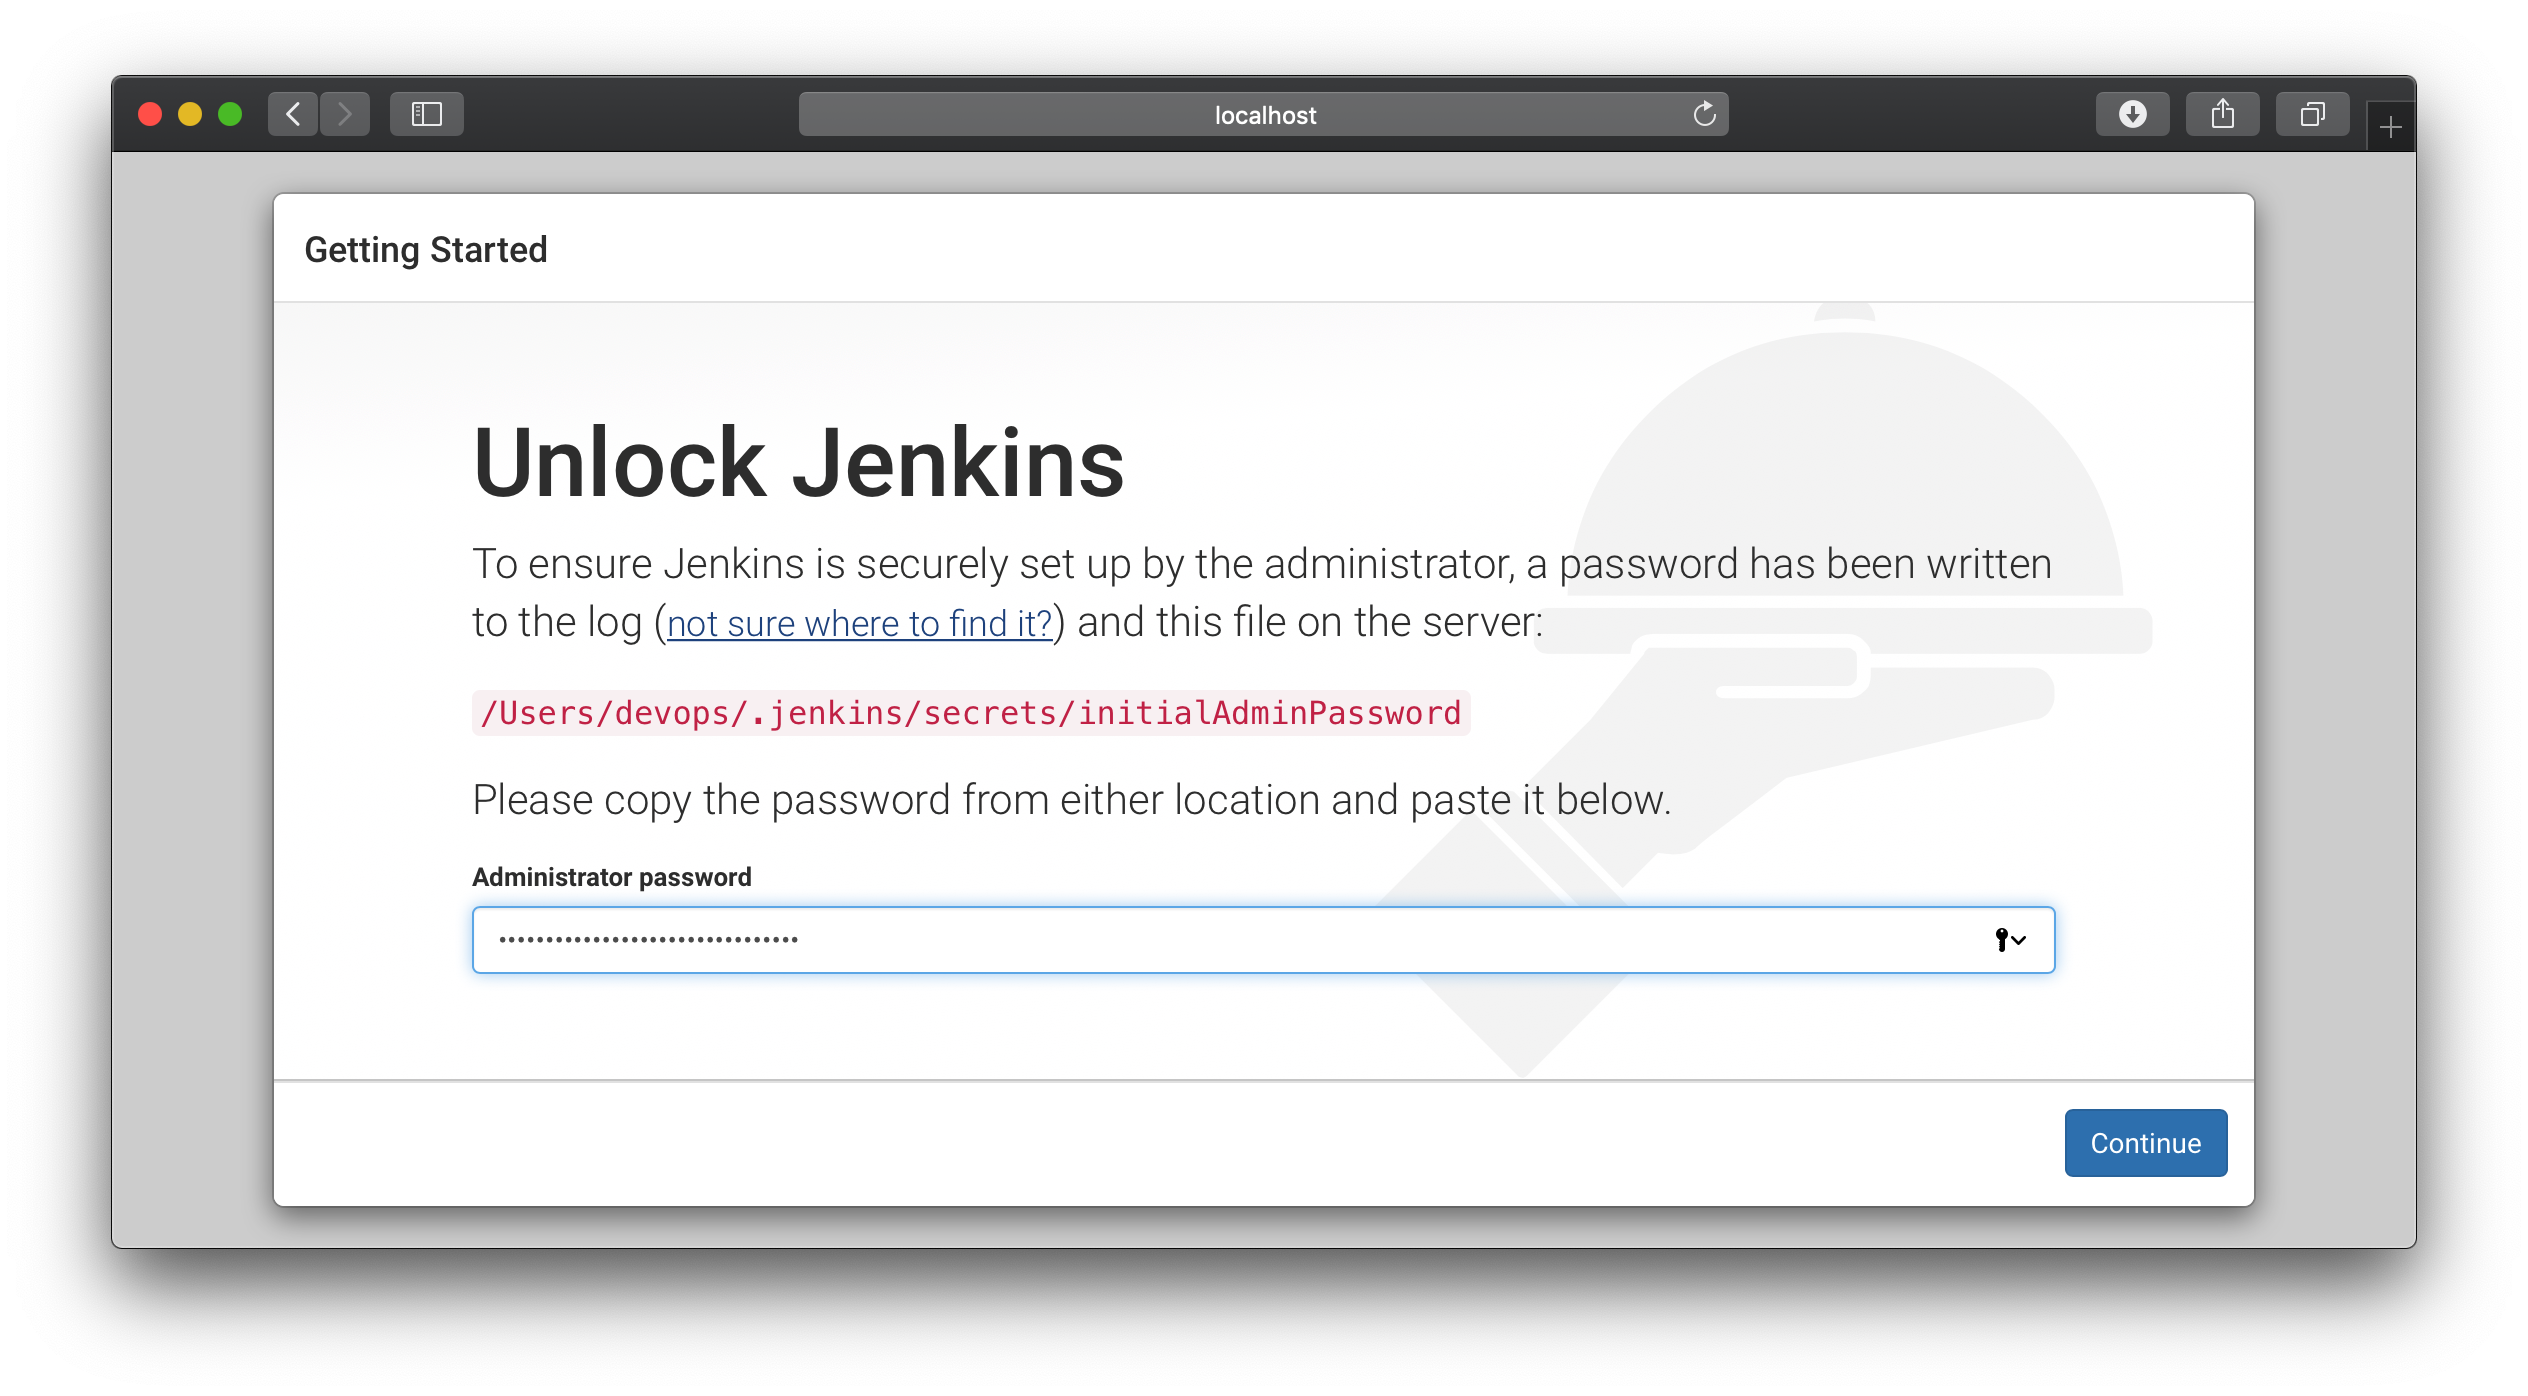 localhost
Getting Started
Unlock Jenkins
To ensure Jenkins is securely set up by the administrator, a password has been written
to the log (not sure where to find it?) and this file on the server:
/Users/devops/.jenkins/secrets/initialAdminPassword
Please copy the password from either location and paste it below.
Administrator password
••••••••••••••••••••••••••••••••
Continue